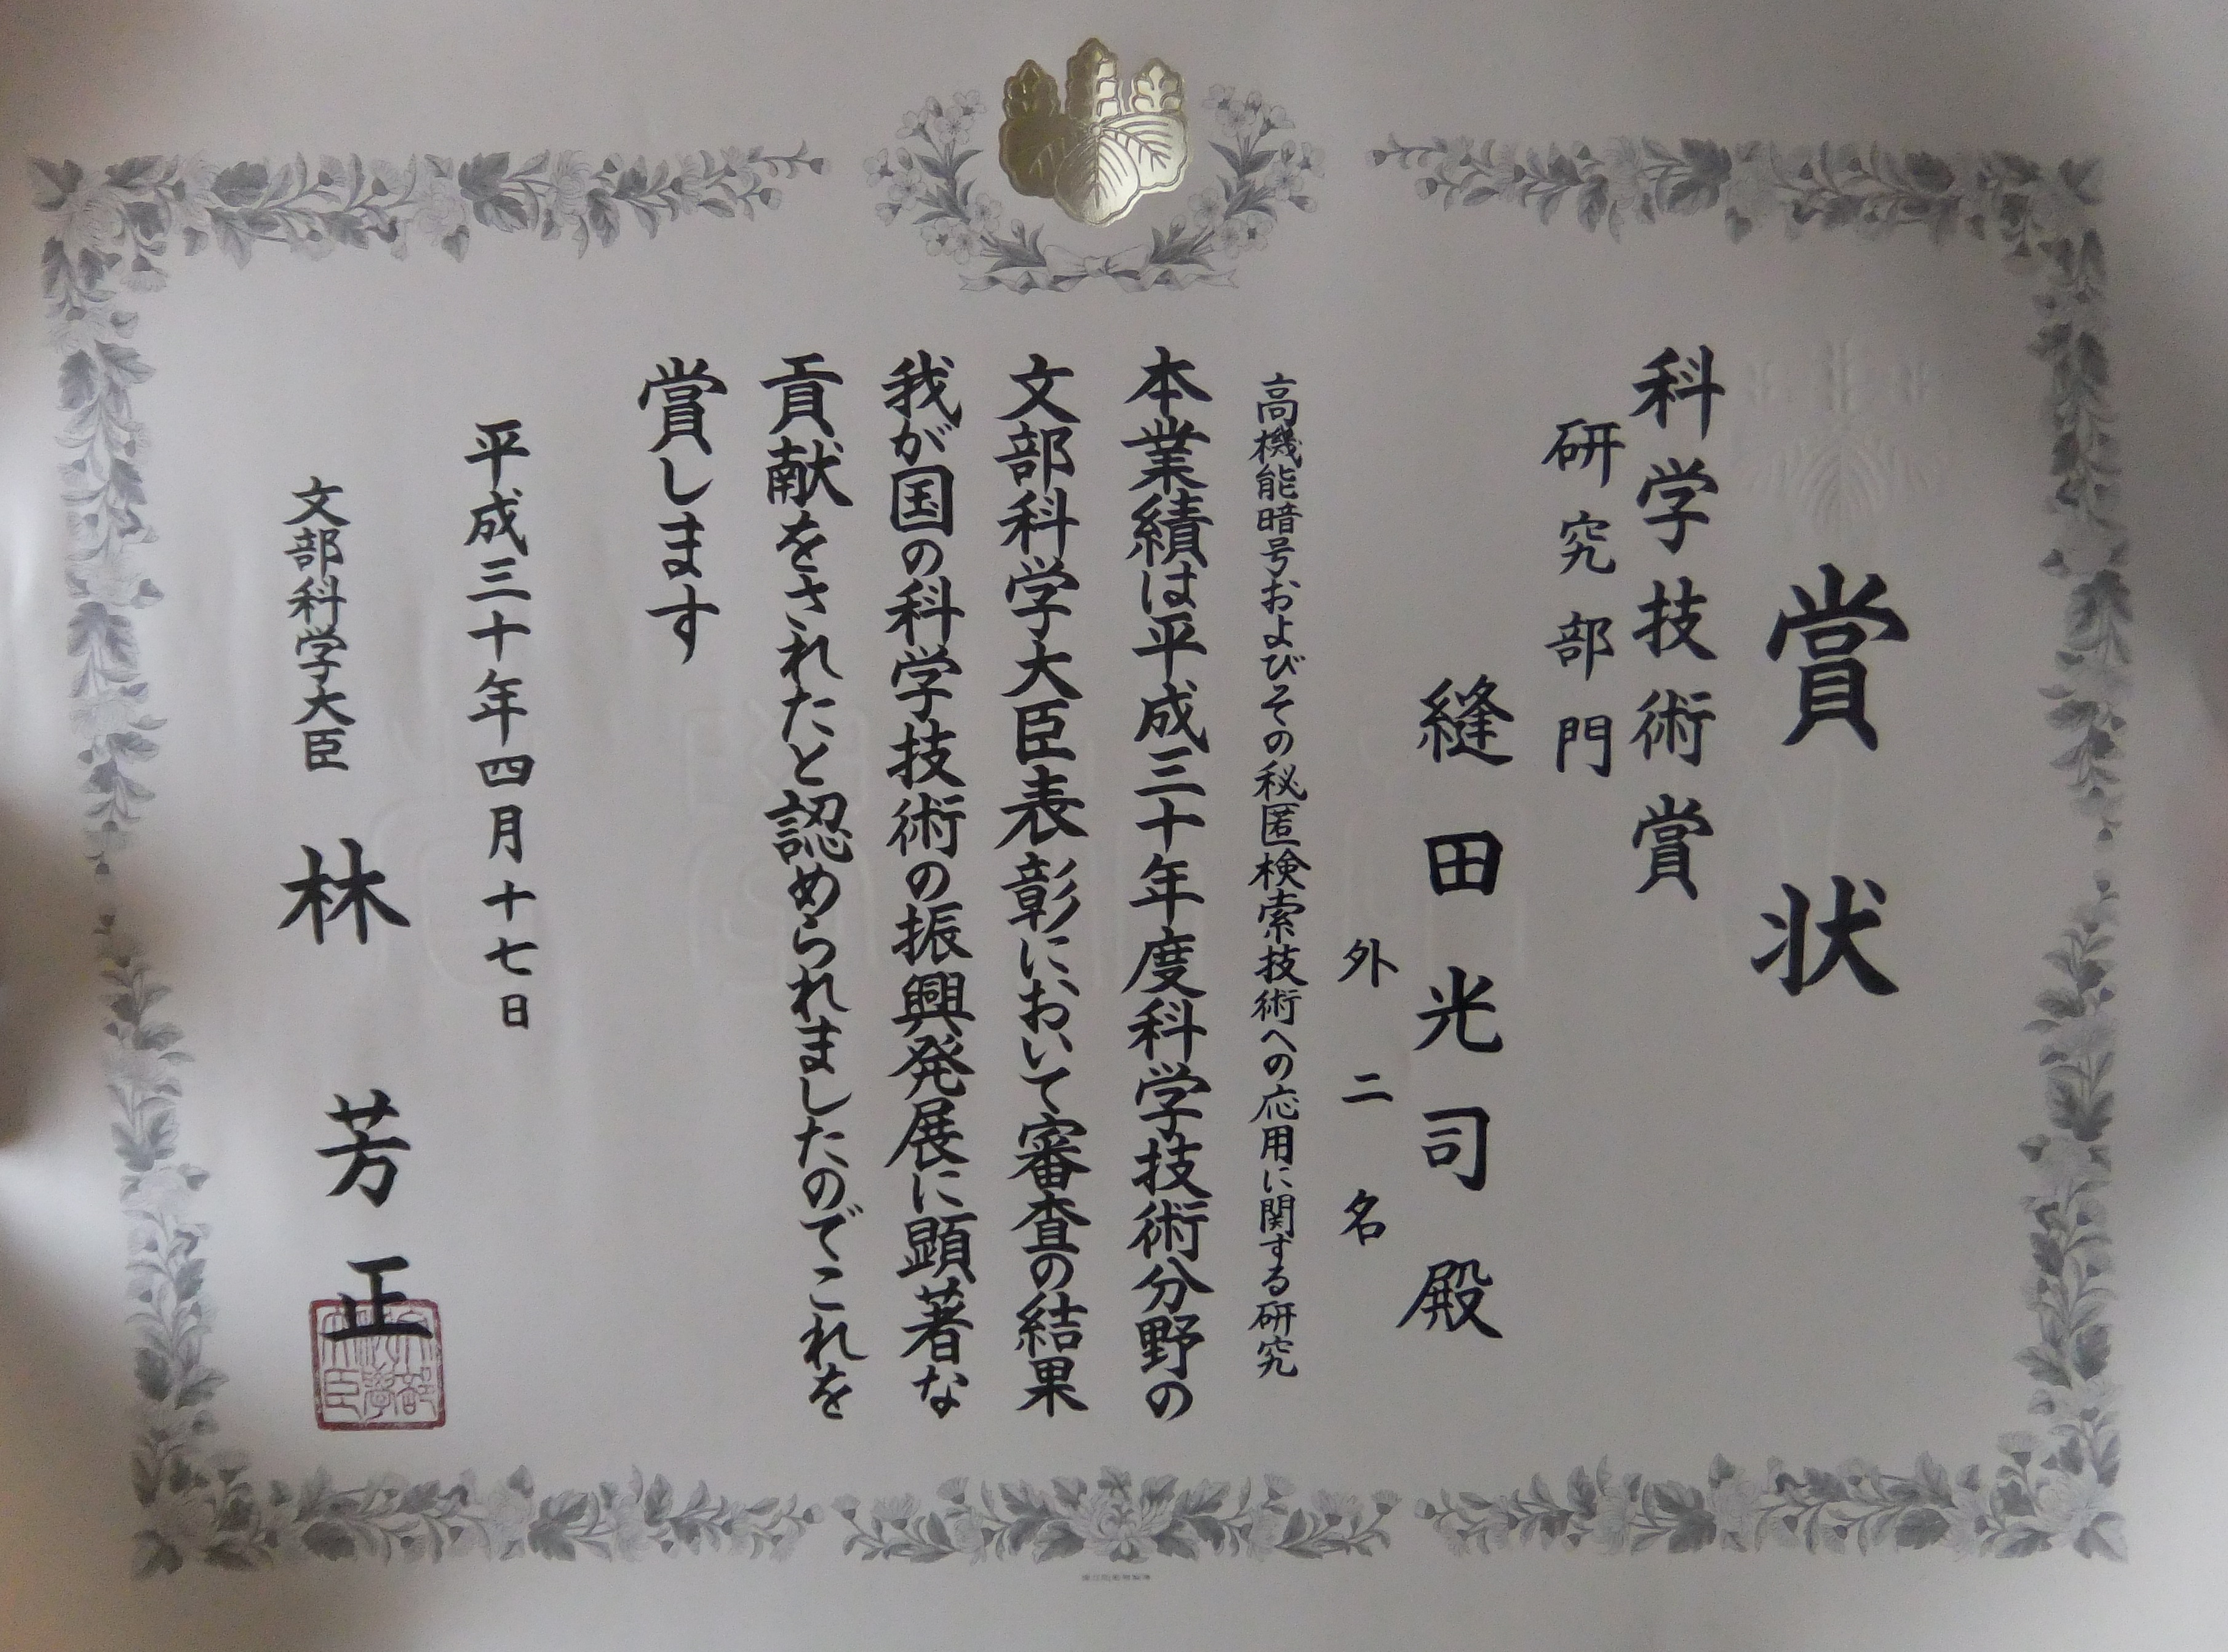 賞状
科学技術賞
研究部門
縫田光司殿
外二名
高機能暗号およびその秘匿検索技術への応用に関する研究
本業績は平成三十年度科学技術分野の
文部科学大臣表彰において審査の結果
我が国の科学技術の振興発展に顕著な
貢献をされたと認められましたのでこれを
賞します
平成三十年四月十七日
文部科学大臣 林芳正